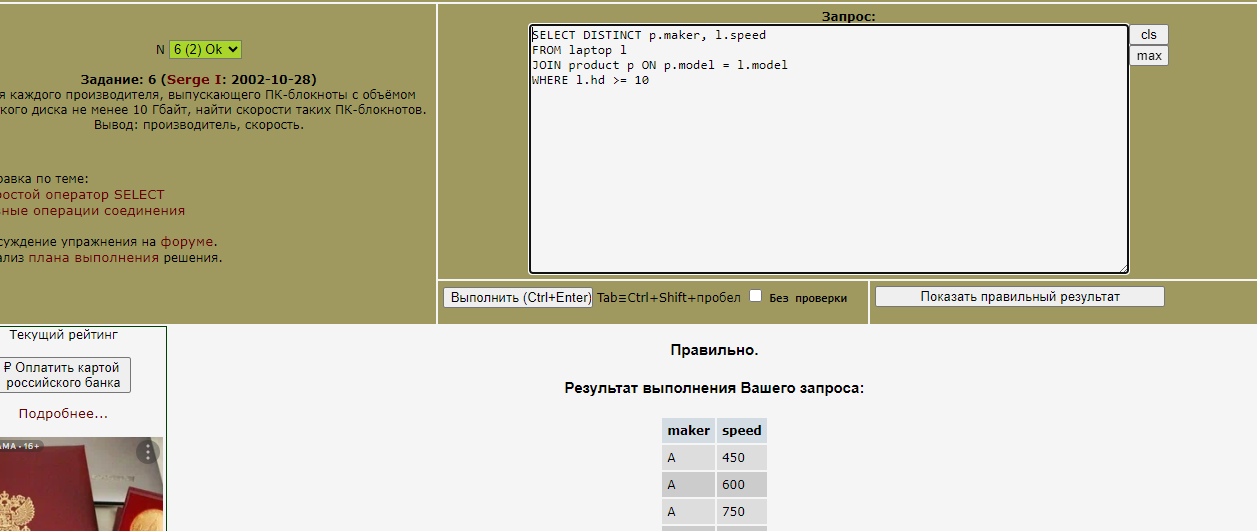 N 6 (2) Ok
Задание: 6 (Serge I: 2002-10-28)
я каждого производителя, выпускающего ПК-блокноты c объёмом
кого диска не менее 10 Гбайт, найти скорости таких ПК-блокнотов.
Вывод: производитель, скорость.
равка по теме:
остой оператор SELECT
ные операции соединения
суждение упражнения на форуме.
ализ плана выполнения решения.
Запрос:
SELECT DISTINCT p.maker, l.speed
FROM laptop l
JOIN product p ON p.model = l.model
WHERE l.hd >= 10
cls
max
Выполнить (Ctrl+Enter) Tab≡Ctrl+Shift+пробел Без проверки
Показать правильный результат
Текущий рейтинг
₽ Оплатить картой
российского банка
Подробнее...
АМА • 16+
Правильно.
Результат выполнения Вашего запроса:
maker speed
A 450
A 600
A 750